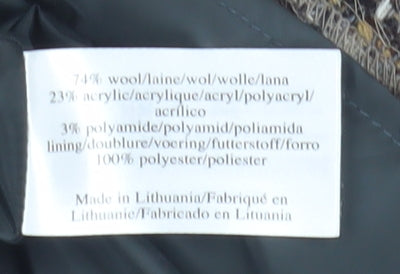 74% wool/laine/wol/wolle/lana
23% acrylic/acrylique/acryl/polyacryl/
acrílico
3% polyamide/polyamid/poliamida
lining/doublure/voering/futterstoff/forro
100% polyester/poliester
Made in Lithuania/Fabriqué en
Lithuanie/Fabricado en Lituania